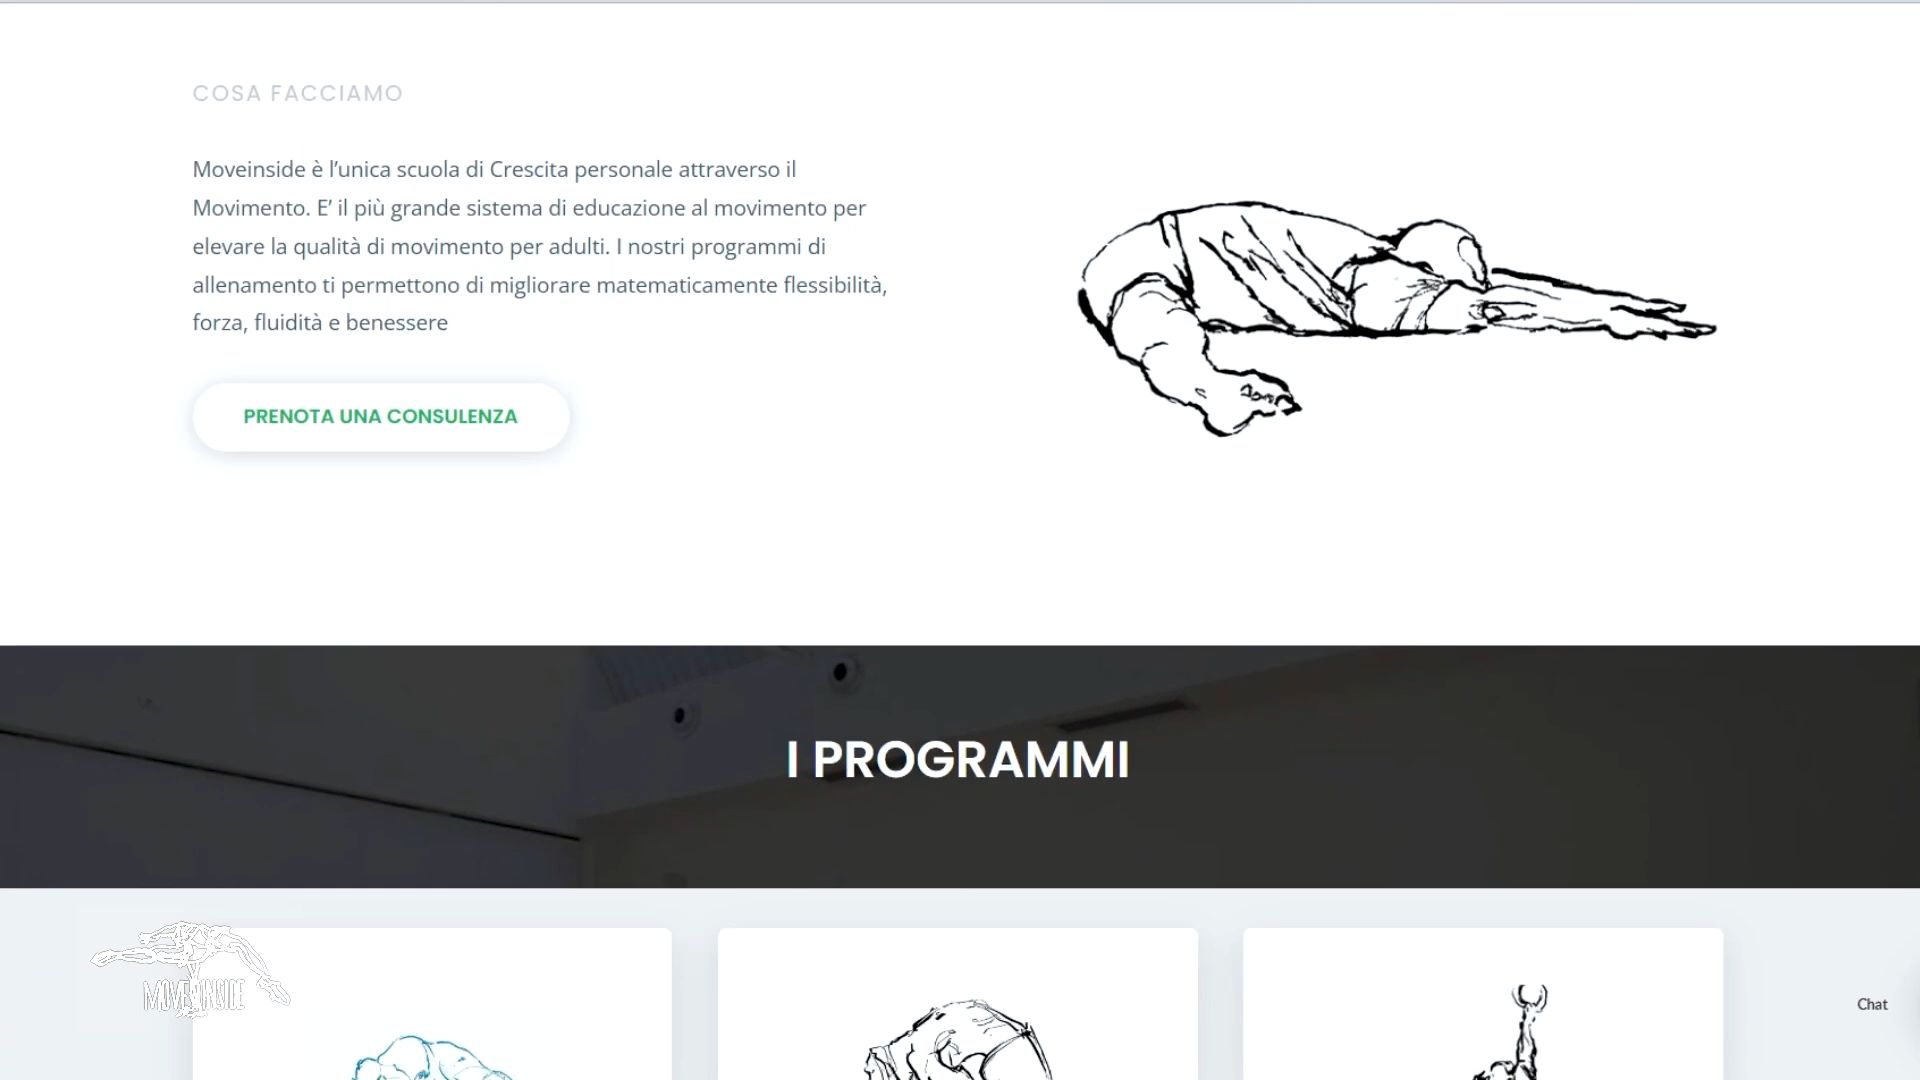 COSA FACCIAMO
Moveinside è l’unica scuola di Crescita personale attraverso il
Movimento. E’ il più grande sistema di educazione al movimento per
elevare la qualità di movimento per adulti. I nostri programmi di
allenamento ti permettono di migliorare matematicamente flessibilità,
forza, fluidità e benessere
PRENOTA UNA CONSULENZA
I PROGRAMMI
MOVEINSIDE
Chat